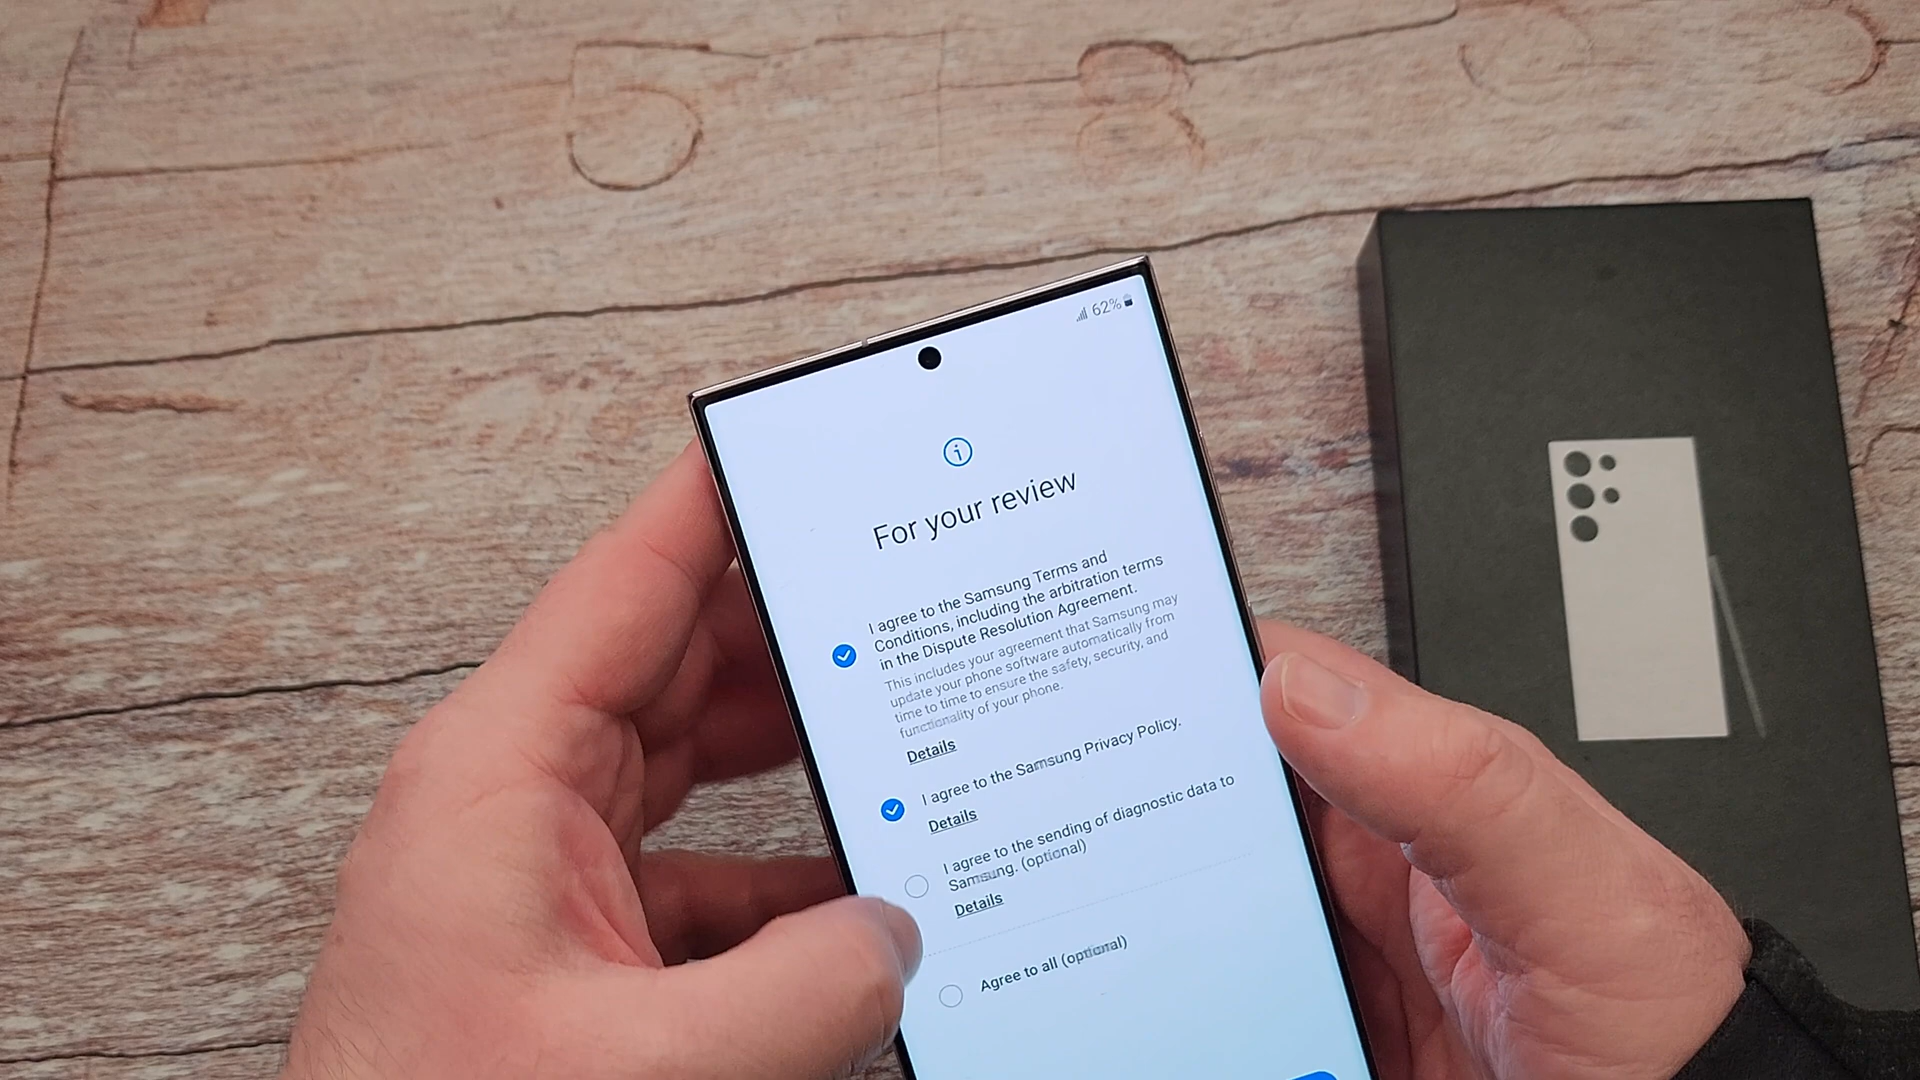 62%
For your review
I agree to the Samsung Terms and
Conditions, including the arbitration terms
in the Dispute Resolution Agreement.
This includes your agreement that Samsung may
update your phone software automatically from
time to time to ensure the safety, security, and
functionality of your phone.
Details
I agree to the Samsung Privacy Policy.
Details
I agree to the sending of diagnostic data to
Samsung. (optional)
Details
Agree to all (optional)